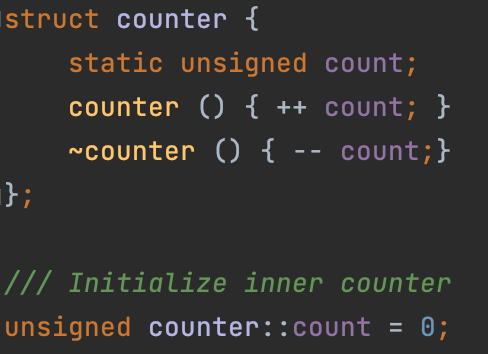 struct counter {
static unsigned count;
counter () { ++ count; }
~counter () { -- count;}
};
/// Initialize inner counter
unsigned counter::count = 0;